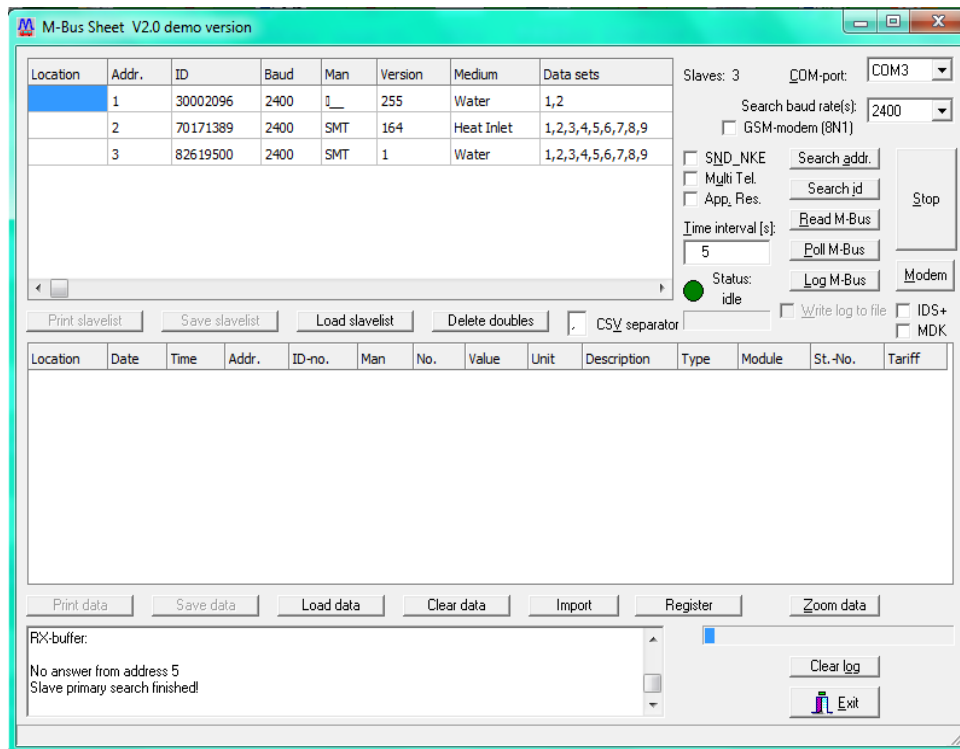 M-Bus Sheet V2.0 demo version
Location Addr. ID Baud Man Version Medium Data sets
1 30002096 2400 __ 255 Water 1,2
2 70171389 2400 SMT 164 Heat Inlet 1,2,3,4,5,6,7,8,9
3 82619500 2400 SMT 1 Water 1,2,3,4,5,6,7,8,9
Slaves: 3 COM-port: COM3
Search baud rate(s): 2400
GSM-modem (8N1)
SND_NKE Search addr.
Multi Tel. Search id Stop
App. Res.
Time interval [s]: Read M-Bus
5 Poll M-Bus
Status: Log M-Bus Modem
idle
Write log to file IDS+
MDK
Print slavelist Save slavelist Load slavelist Delete doubles , CSV separator
Location Date Time Addr. ID-no. Man No. Value Unit Description Type Module St.-No. Tariff
Print data Save data Load data Clear data Import Register Zoom data
RX-buffer:
No answer from address 5
Slave primary search finished!
Clear log
Exit